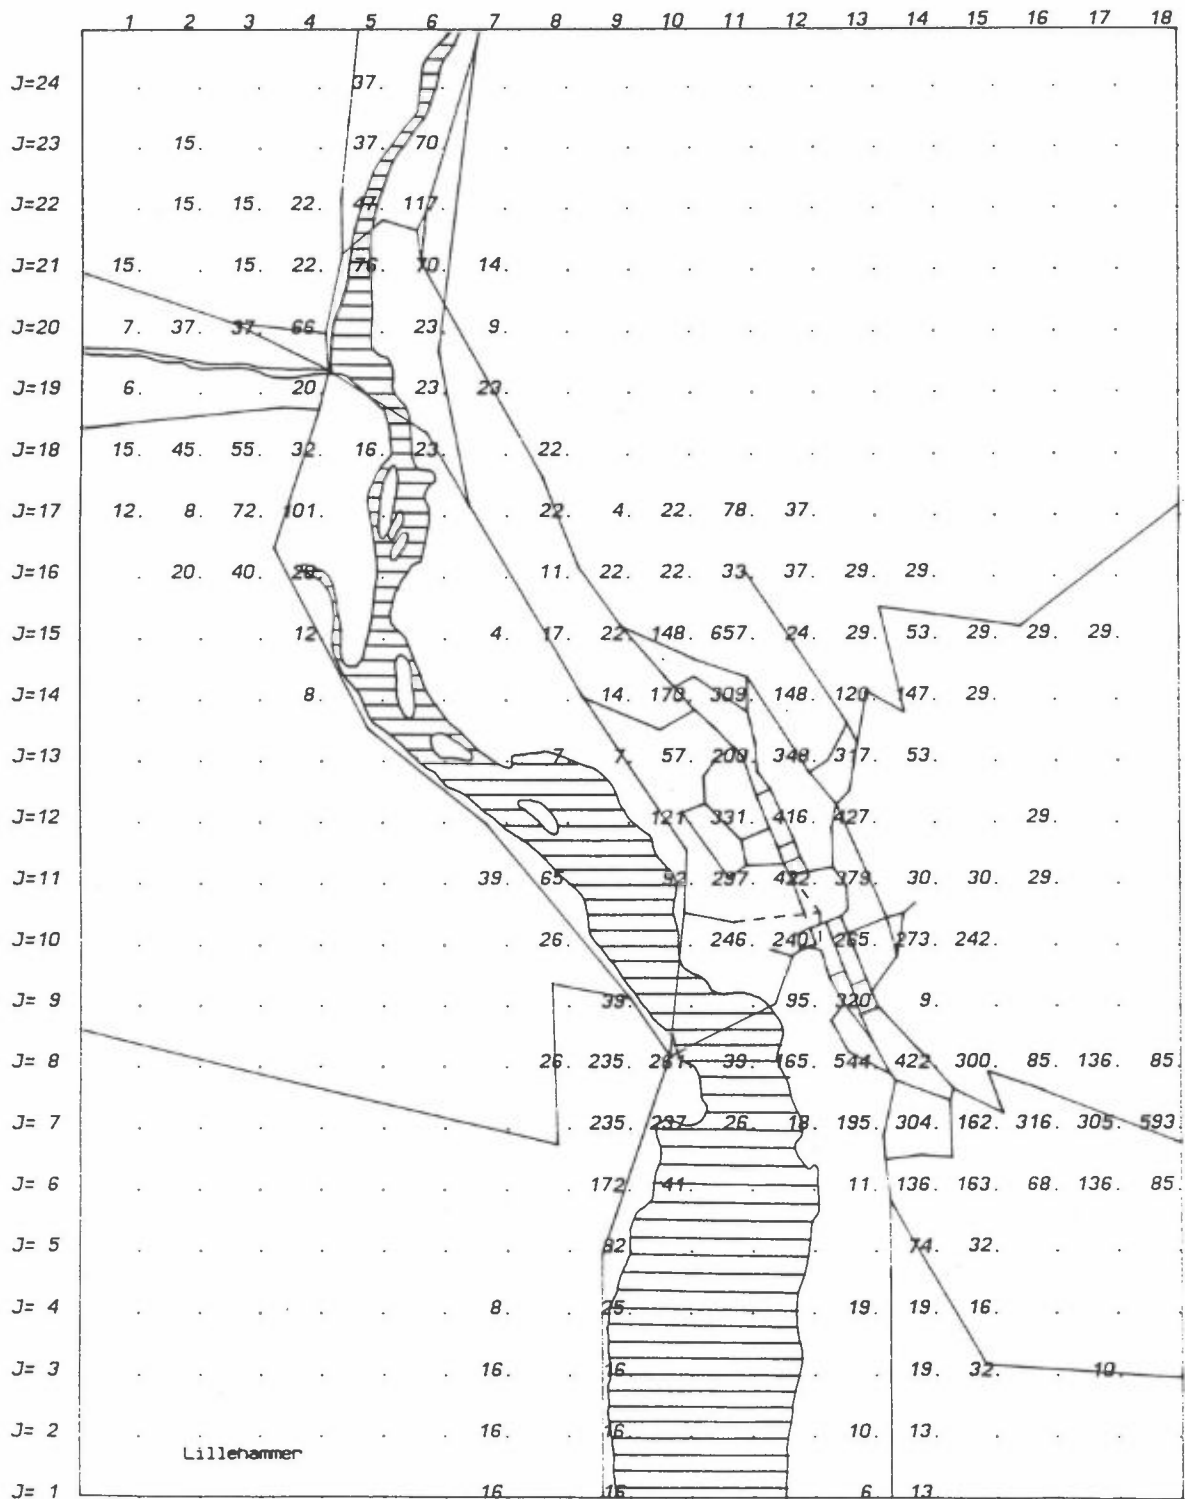 1 2 3 4 5 6 7 8 9 10 11 12 13 14 15 16 17 18
J=24 . . . . 37. . . . . . . . . . . . . .
J=23 . 15. . . 37. 70 . . . . . . . . . . . .
J=22 . 15. 15. 22. 47. 117. . . . . . . . . . . . .
J=21 15. . 15. 22. 76 70. 14. . . . . . . . . . . .
J=20 7. 37. 37. 66 . 23. 9. . . . . . . . . . . .
J=19 6. . . 20 . 23. 23. . . . . . . . . . . .
J=18 15. 45. 55. 32. 16. 23. . 22. . . . . . . . . . .
J=17 12. 8. 72. 101. . . . 22. 4. 22. 78. 37. . . . . . .
J=16 . 20. 40. . . . 11. 22. 22. 33. 37. 29. 29. . . . .
J=15 . . . 12 . . 4. 17. 22. 148. 657. 24. 29. 53. 29. 29. 29. .
J=14 . . . 8. . . . . 14. 170. 309. 148. 120. 147. 29. . . .
J=13 . . . . . . . 7. 7. 57. 200. 348. 317. 53. . . . .
J=12 . . . . . . . . . 121. 331. 416. 427. . . 29. . .
J=11 . . . . . . 39. 65. . 92. 297. 422. 379. 30. 30. 29. . .
J=10 . . . . . . . 26. . . 246. 240. 265. 273. 242. . . .
J= 9 . . . . . . . . 39. . . 95. 320. 9. . . . .
J= 8 . . . . . . . 26. 235. 261. 39. 165. 544. 422. 300. 85. 136. 85.
J= 7 . . . . . . . . 235. 237. 26. 18. 195. 304. 162. 316. 305. 593.
J= 6 . . . . . . . . 172. 41. . . 11. 136. 163. 68. 136. 85.
J= 5 . . . . . . . . 82. . . . . 74. 32. . . .
J= 4 . . . . . . 8. . 25. . . . 19. 19. 16. . . .
J= 3 . . . . . . 16. . 16. . . . . 19. 32. . 10. .
J= 2 . . . . . . 16. . 16. . . . 10. 13. . . . .
Lillehammer
J= 1 16 16 6. 13